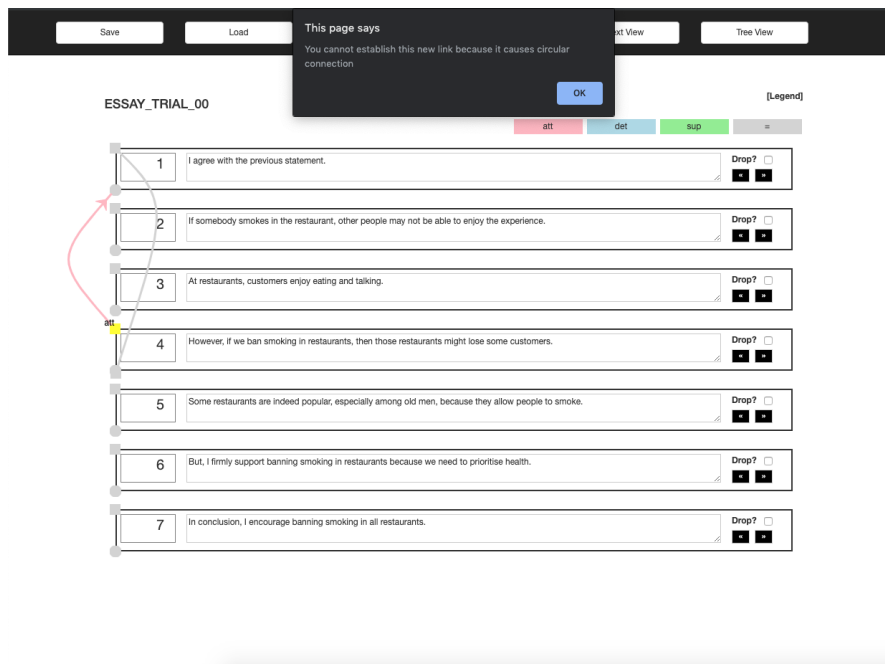 Save
Load
This page says
You cannot establish this new link because it causes circular
connection
OK
ext View
Tree View
ESSAY_TRIAL_00
[Legend]
att
det
sup
=
1
I agree with the previous statement.
Drop?
«
»
2
If somebody smokes in the restaurant, other people may not be able to enjoy the experience.
Drop?
«
»
3
At restaurants, customers enjoy eating and talking.
Drop?
«
»
att
4
However, if we ban smoking in restaurants, then those restaurants might lose some customers.
Drop?
«
»
5
Some restaurants are indeed popular, especially among old men, because they allow people to smoke.
Drop?
«
»
6
But, I firmly support banning smoking in restaurants because we need to prioritise health.
Drop?
«
»
7
In conclusion, I encourage banning smoking in all restaurants.
Drop?
«
»